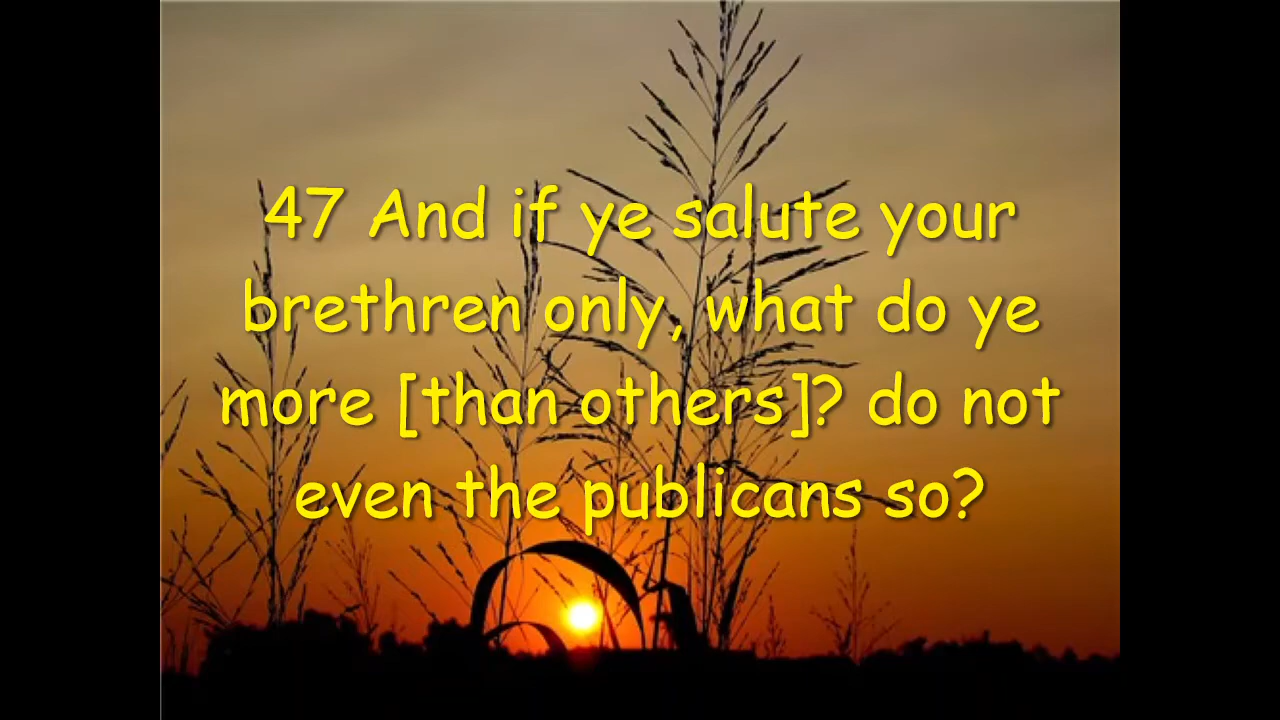 47 And if ye salute your
brethren only, what do ye
more [than others]? do not
even the publicans so?